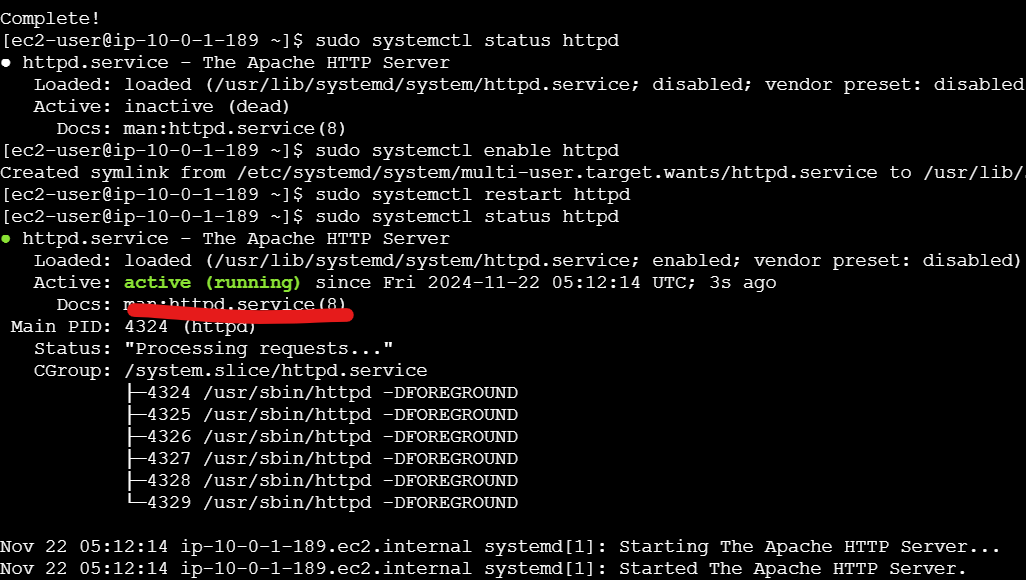 Complete!
[ec2-user@ip-10-0-1-189 ~]$ sudo systemctl status httpd
● httpd.service - The Apache HTTP Server
   Loaded: loaded (/usr/lib/systemd/system/httpd.service; disabled; vendor preset: disabled
   Active: inactive (dead)
     Docs: man:httpd.service(8)
[ec2-user@ip-10-0-1-189 ~]$ sudo systemctl enable httpd
Created symlink from /etc/systemd/system/multi-user.target.wants/httpd.service to /usr/lib/
[ec2-user@ip-10-0-1-189 ~]$ sudo systemctl restart httpd
[ec2-user@ip-10-0-1-189 ~]$ sudo systemctl status httpd
● httpd.service - The Apache HTTP Server
   Loaded: loaded (/usr/lib/systemd/system/httpd.service; enabled; vendor preset: disabled)
   Active: active (running) since Fri 2024-11-22 05:12:14 UTC; 3s ago
     Docs: man:httpd.service(8)
 Main PID: 4324 (httpd)
   Status: "Processing requests..."
   CGroup: /system.slice/httpd.service
           ├─4324 /usr/sbin/httpd -DFOREGROUND
           ├─4325 /usr/sbin/httpd -DFOREGROUND
           ├─4326 /usr/sbin/httpd -DFOREGROUND
           ├─4327 /usr/sbin/httpd -DFOREGROUND
           ├─4328 /usr/sbin/httpd -DFOREGROUND
           └─4329 /usr/sbin/httpd -DFOREGROUND
Nov 22 05:12:14 ip-10-0-1-189.ec2.internal systemd[1]: Starting The Apache HTTP Server...
Nov 22 05:12:14 ip-10-0-1-189.ec2.internal systemd[1]: Started The Apache HTTP Server.